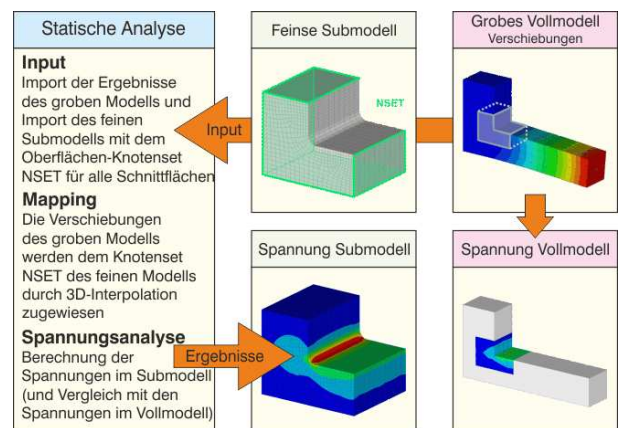 Statische Analyse
Input
Import der Ergebnisse
des groben Modells und
Import des feinen
Submodells mit dem
Oberflächen-Knotenset
NSET für alle Schnittflächen
Mapping
Die Verschiebungen
des groben Modells
werden dem Knotenset
NSET des feinen Modells
durch 3D-Interpolation
zugewiesen
Spannungsanalyse
Berechnung der
Spannungen im Submodell
(und Vergleich mit den
Spannungen im Vollmodell)
Feinse Submodell
NSET
Input
Grobes Vollmodell
Verschiebungen
Spannung Submodell
Ergebnisse
Spannung Vollmodell